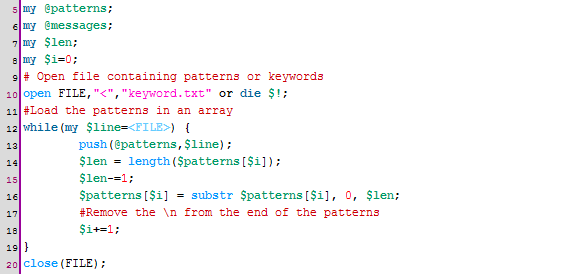 5 my @patterns;
6 my @messages;
7 my $len;
8 my $i=0;
9 # Open file containing patterns or keywords
10 open FILE,"<","keyword.txt" or die $!;
11 #Load the patterns in an array
12 while(my $line=<FILE>) {
13 push(@patterns,$line);
14 $len = length($patterns[$i]);
15 $len-=1;
16 $patterns[$i] = substr $patterns[$i], 0, $len;
17 #Remove the \n from the end of the patterns
18 $i+=1;
19 }
20 close(FILE);